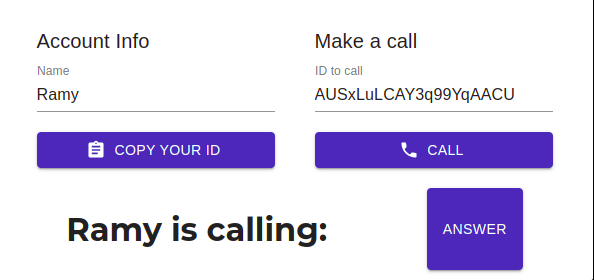 Account Info
Name
Ramy
COPY YOUR ID
Make a call
ID to call
AUSxLuLCAY3q99YqAACU
CALL
Ramy is calling:
ANSWER